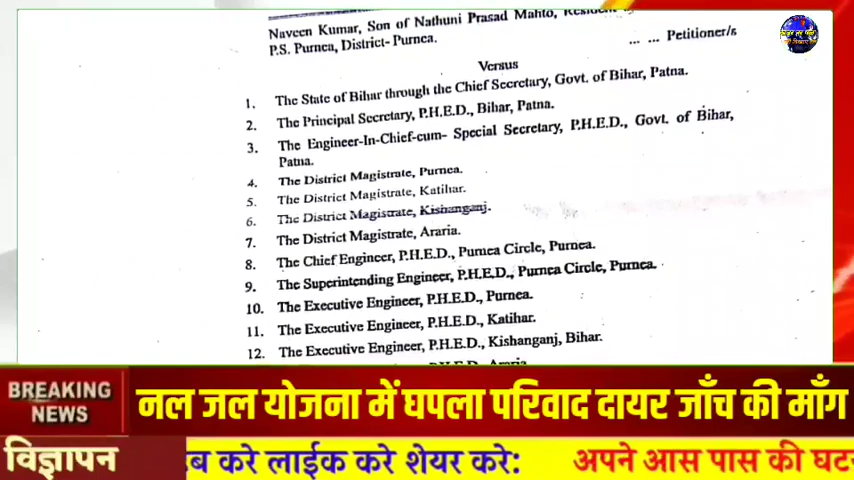 Naveen Kumar, Son of Nathuni Prasad Mahto, Resident
P.S. Purnea, District- Purnea.
... ... Petitioner/s
Versus
1. The State of Bihar through the Chief Secretary, Govt. of Bihar, Patna.
2. The Principal Secretary, P.H.E.D., Bihar, Patna.
3. The Engineer-In-Chief-cum- Special Secretary, P.H.E.D., Govt. of Bihar,
Patna.
4. The District Magistrate, Purnea.
5. The District Magistrate, Katihar.
6. The District Magistrate, Kishanganj.
7. The District Magistrate, Araria.
8. The Chief Engineer, P.H.E.D., Purnea Circle, Purnea.
9. The Superintending Engineer, P.H.E.D., Purnea Circle, Purnea.
10. The Executive Engineer, P.H.E.D., Purnea.
11. The Executive Engineer, P.H.E.D., Katihar.
12. The Executive Engineer, P.H.E.D., Kishanganj, Bihar.
BREAKING NEWS
नल जल योजना में घपला परिवाद दायर जाँच की माँग
विज्ञापन
करे लाईक करे शेयर करे: अपने आस पास की